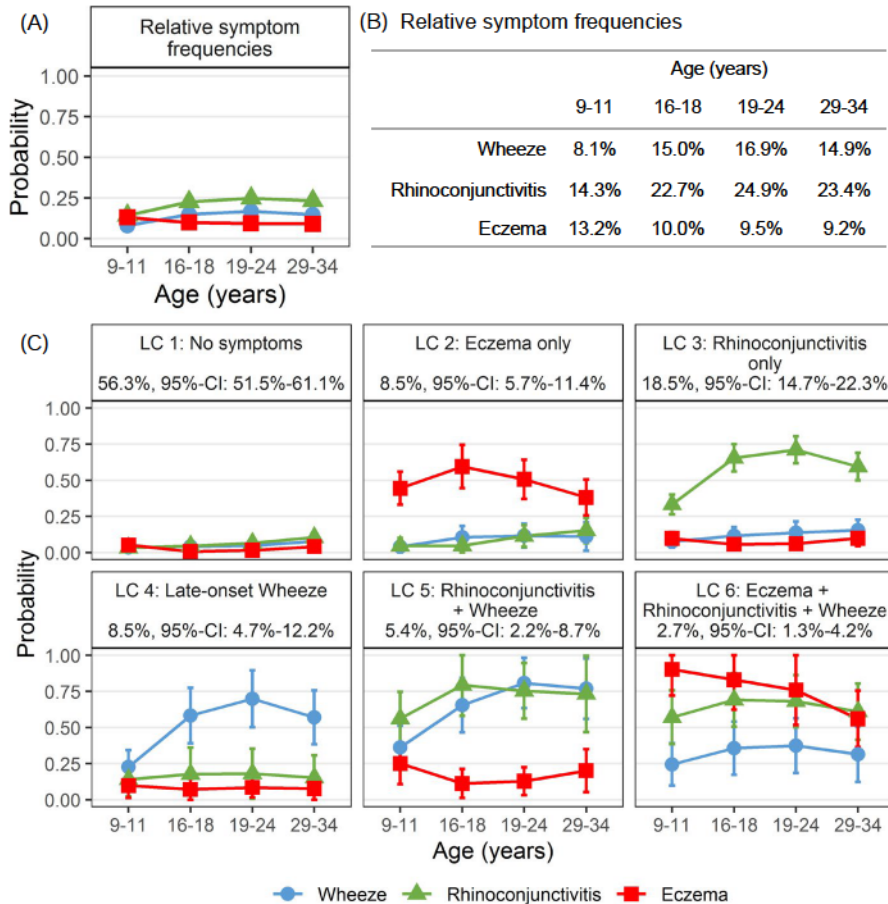 (A)
Relative symptom
frequencies
1.00
0.75
0.50
0.25
0.00
Probability
9-11 16-18 19-24 29-34
Age (years)
(B) Relative symptom frequencies
Age (years)
9-11 16-18 19-24 29-34
Wheeze 8.1% 15.0% 16.9% 14.9%
Rhinoconjunctivitis 14.3% 22.7% 24.9% 23.4%
Eczema 13.2% 10.0% 9.5% 9.2%
(C)
LC 1: No symptoms
56.3%, 95%-CI: 51.5%-61.1%
LC 2: Eczema only
8.5%, 95%-CI: 5.7%-11.4%
LC 3: Rhinoconjunctivitis
only
18.5%, 95%-CI: 14.7%-22.3%
1.00
0.75
0.50
0.25
0.00
Probability
LC 4: Late-onset Wheeze
8.5%, 95%-CI: 4.7%-12.2%
LC 5: Rhinoconjunctivitis
+ Wheeze
5.4%, 95%-CI: 2.2%-8.7%
LC 6: Eczema +
Rhinoconjunctivitis + Wheeze
2.7%, 95%-CI: 1.3%-4.2%
1.00
0.75
0.50
0.25
0.00
9-11 16-18 19-24 29-34
9-11 16-18 19-24 29-34
9-11 16-18 19-24 29-34
Age (years)
Wheeze Rhinoconjunctivitis Eczema